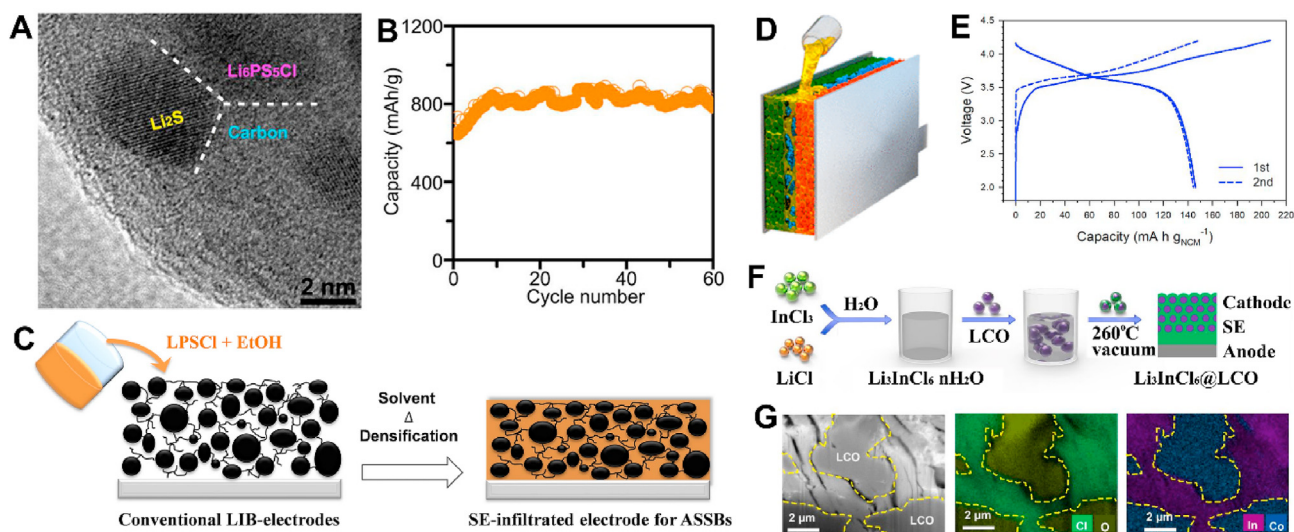 A
Li₆PS₅Cl
Li₂S
Carbon
2 nm
B
Capacity (mAh/g)
1200
800
400
0
0 20 40 60
Cycle number
C
LPSCl + EtOH
Solvent
Δ
Densification
Conventional LIB-electrodes
SE-infiltrated electrode for ASSBs
D
E
Voltage (V)
4.5
4.0
3.5
3.0
2.5
2.0
1st
2nd
0 20 40 60 80 100 120 140 160 180 200 220
Capacity (mA h gNCM⁻¹)
F
InCl₃
LiCl
H₂O
Li₃InCl₆ nH₂O
LCO
260°C
vacuum
Cathode
SE
Anode
Li₃InCl₆@LCO
G
LCO
LCO
2 μm
2 μm
Cl O
2 μm
In Co